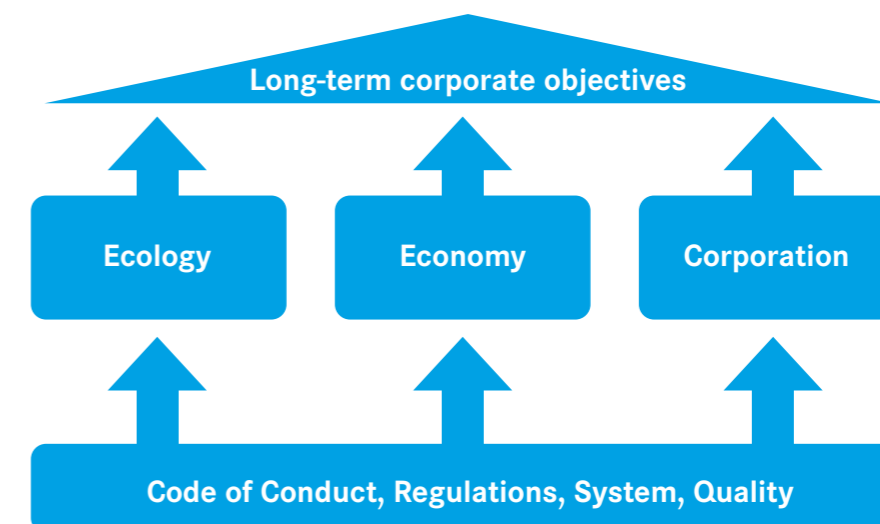 Long-term corporate objectives
Ecology
Economy
Corporation
Code of Conduct, Regulations, System, Quality